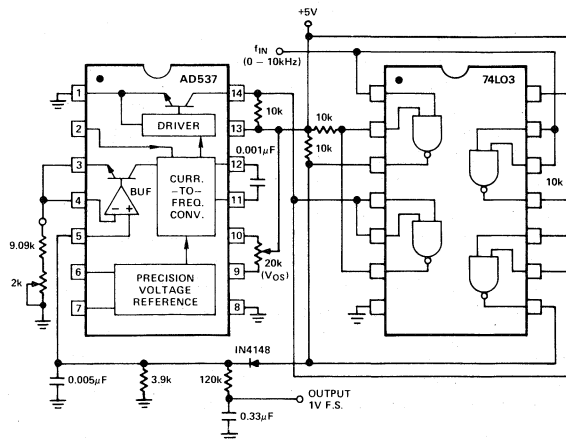 +5V
fIN
(0 – 10kHz)
AD537
74L03
1
14
10k
DRIVER
2
13
10k
10k
0.001µF
3
12
BUF
CURR.
–TO–
FREQ.
CONV.
4
11
10k
– +
5
10
9.09k
20k
(VOS)
6
PRECISION
VOLTAGE
REFERENCE
9
2k
7
8
IN4148
0.005µF
3.9k
120k
OUTPUT
1V F.S.
0.33µF